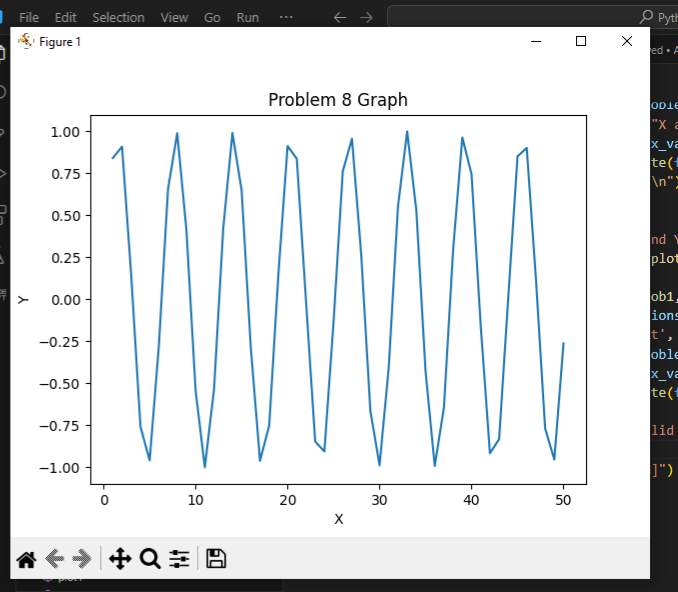 File Edit Selection View Go Run ···
Figure 1
ved • A
Problem 8 Graph
1.00
0.75
0.50
0.25
0.00
−0.25
−0.50
−0.75
−1.00
Y
0 10 20 30 40 50
X
"X a
x_va
te(f
\n")
nd Y
plot
ob1,
ions
t',
oble
x_va
te(f
lid
]")